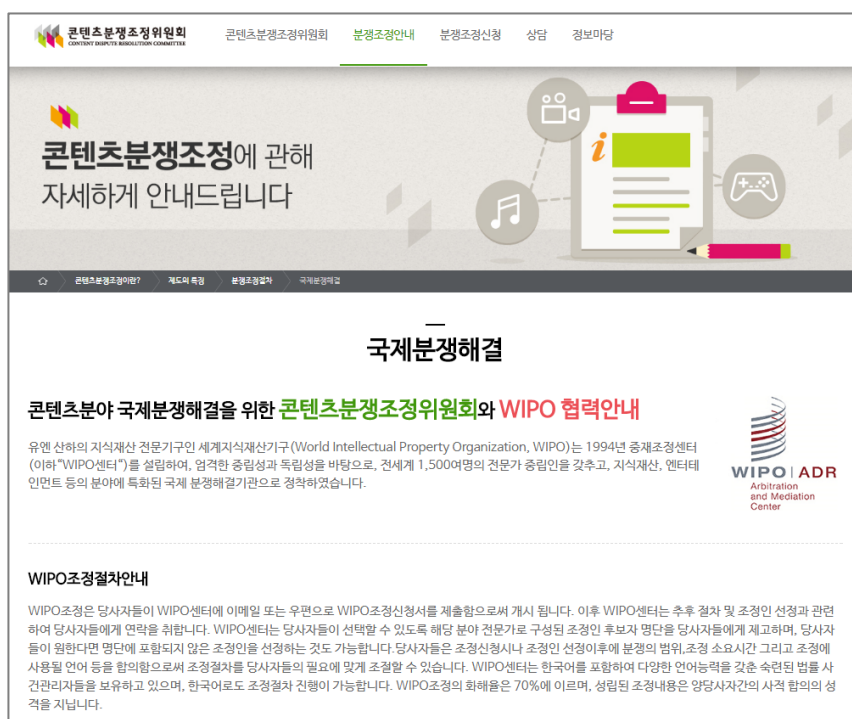 콘텐츠분쟁조정위원회
CONTENT DISPUTE RESOLUTION COMMITTEE
콘텐츠분쟁조정위원회 분쟁조정안내 분쟁조정신청 상담 정보마당
콘텐츠분쟁조정에 관해
자세하게 안내드립니다
콘텐츠분쟁조정이란? 제도의 특징 분쟁조정절차 국제분쟁해결
국제분쟁해결
콘텐츠분야 국제분쟁해결을 위한 콘텐츠분쟁조정위원회와 WIPO 협력안내
유엔 산하의 지식재산 전문기구인 세계지식재산기구(World Intellectual Property Organization, WIPO)는 1994년 중재조정센터
(이하"WIPO센터")를 설립하여, 엄격한 중립성과 독립성을 바탕으로, 전세계 1,500여명의 전문가 중립인을 갖추고, 지식재산, 엔터테
인먼트 등의 분야에 특화된 국제 분쟁해결기관으로 정착하였습니다.
WIPO | ADR
Arbitration
and Mediation
Center
WIPO조정절차안내
WIPO조정은 당사자들이 WIPO센터에 이메일 또는 우편으로 WIPO조정신청서를 제출함으로써 개시 됩니다. 이후 WIPO센터는 추후 절차 및 조정인 선정과 관련
하여 당사자들에게 연락을 취합니다. WIPO센터는 당사자들이 선택할 수 있도록 해당 분야 전문가로 구성된 조정인 후보자 명단을 당사자들에게 제고하며, 당사자
들이 원한다면 명단에 포함되지 않은 조정인을 선정하는 것도 가능합니다.당사자들은 조정신청시나 조정인 선정이후에 분쟁의 범위,조정 소요시간 그리고 조정에
사용될 언어 등을 합의함으로써 조정절차를 당사자들의 필요에 맞게 조절할 수 있습니다. WIPO센터는 한국어를 포함하여 다양한 언어능력을 갖춘 숙련된 법률 사
건관리자들을 보유하고 있으며, 한국어로도 조정절차 진행이 가능합니다. WIPO조정의 화해율은 70%에 이르며, 성립된 조정내용은 양당사자간의 사적 합의의 성
격을 지닙니다.